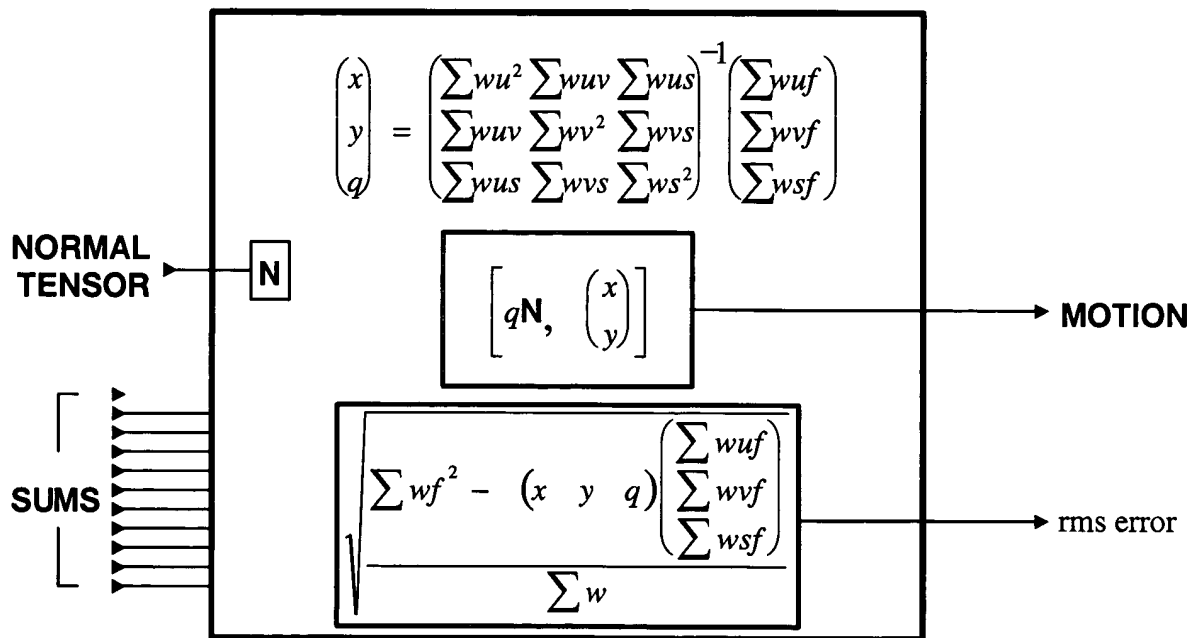 (x y q) = (∑wu² ∑wuv ∑wus ∑wuv ∑wv² ∑wvs ∑wus ∑wvs ∑ws²)⁻¹ (∑wuf ∑wvf ∑wsf)
NORMAL
TENSOR
N
[qN, (x y)]
MOTION
SUMS
√ ∑wf² - (x y q) (∑wuf ∑wvf ∑wsf)
∑w
rms error